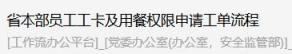 省本部员工工卡及用餐权限申请工单流程
[工作流办公平台]_[党委办公室(办公室，安全监管部)]_